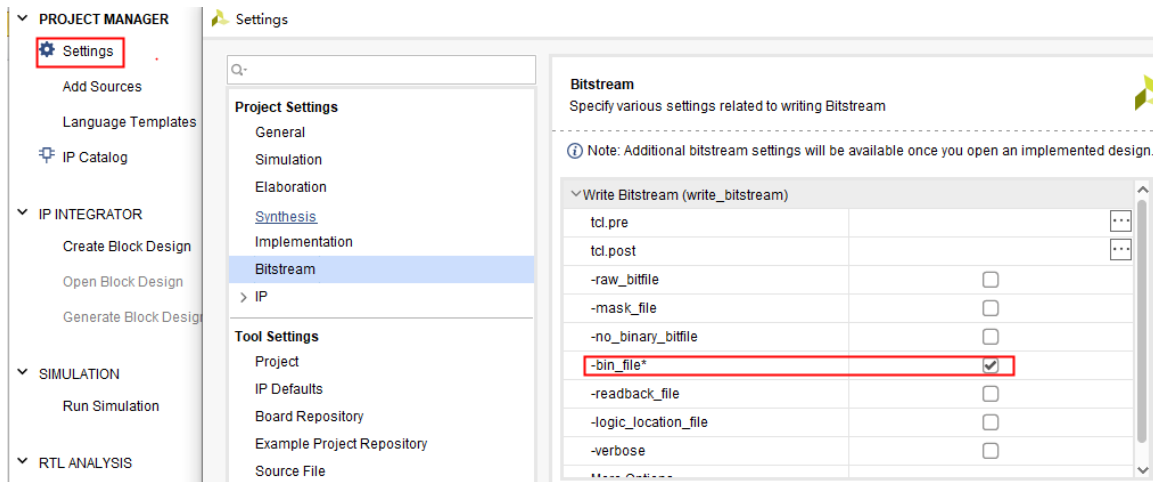 PROJECT MANAGER
Settings
Add Sources
Language Templates
IP Catalog
IP INTEGRATOR
Create Block Design
Open Block Design
Generate Block Desig
SIMULATION
Run Simulation
RTL ANALYSIS
Settings
Q-
Project Settings
General
Simulation
Elaboration
Synthesis
Implementation
Bitstream
IP
Tool Settings
Project
IP Defaults
Board Repository
Example Project Repository
Source File
Bitstream
Specify various settings related to writing Bitstream
Note: Additional bitstream settings will be available once you open an implemented design.
Write Bitstream (write_bitstream)
tcl.pre
...
tcl.post
...
-raw_bitfile
-mask_file
-no_binary_bitfile
-bin_file*
-readback_file
-logic_location_file
-verbose
More Options